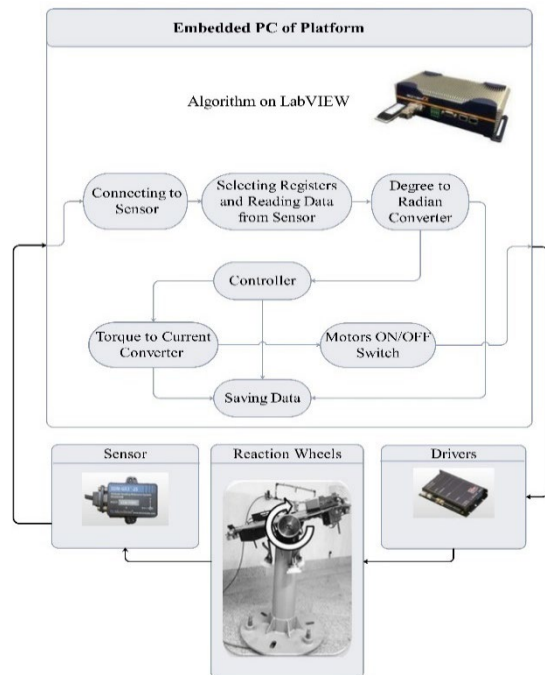 Embedded PC of Platform
Algorithm on LabVIEW
Connecting to
Sensor
Selecting Registers
and Reading Data
from Sensor
Degree to
Radian
Converter
Controller
Torque to Current
Converter
Motors ON/OFF
Switch
Saving Data
Sensor
Reaction Wheels
Drivers